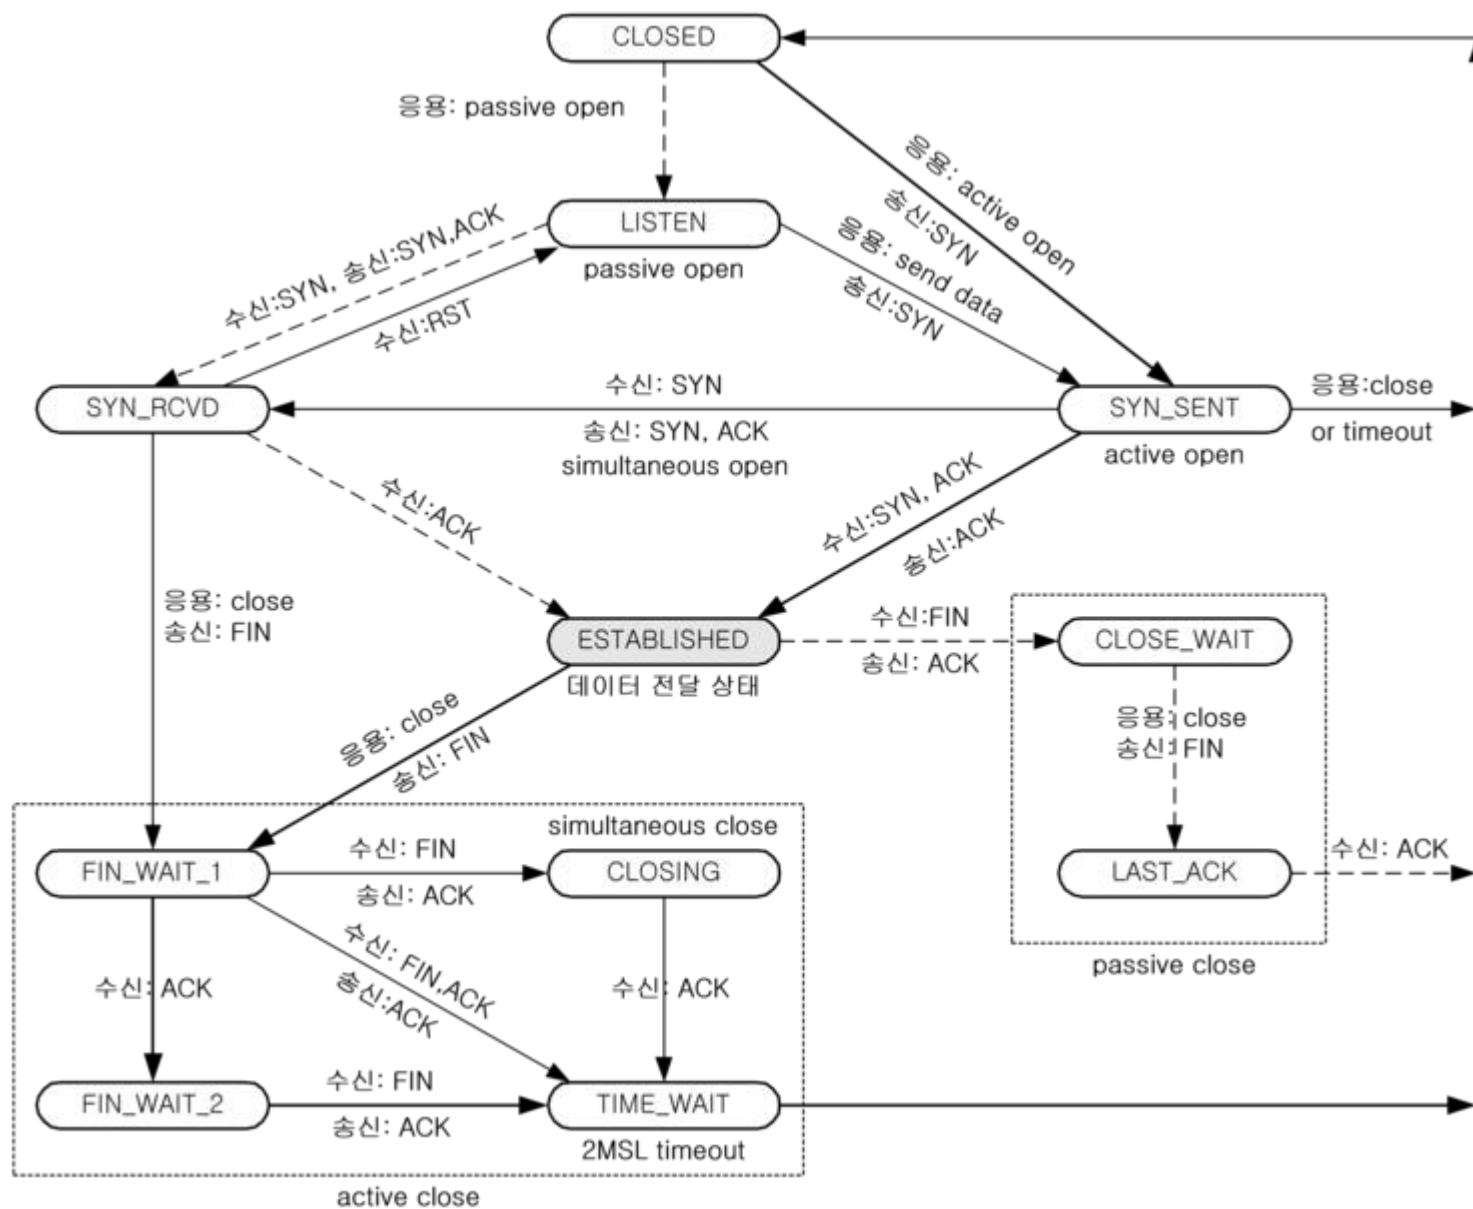 CLOSED
응용: passive open
응용: active open
송신:SYN
LISTEN
passive open
수신:SYN, 송신:SYN,ACK
수신:RST
응용: send data
송신:SYN
SYN_RCVD
수신: SYN
송신: SYN, ACK
simultaneous open
SYN_SENT
active open
응용:close
or timeout
수신:ACK
수신:SYN, ACK
송신:ACK
응용: close
송신: FIN
ESTABLISHED
데이터 전달 상태
수신:FIN
송신: ACK
CLOSE_WAIT
응용: close
송신: FIN
응용: close
송신: FIN
simultaneous close
FIN_WAIT_1
수신: FIN
송신: ACK
CLOSING
LAST_ACK
수신: ACK
passive close
수신: ACK
수신: FIN,ACK
송신:ACK
수신: ACK
FIN_WAIT_2
수신: FIN
송신: ACK
TIME_WAIT
2MSL timeout
active close